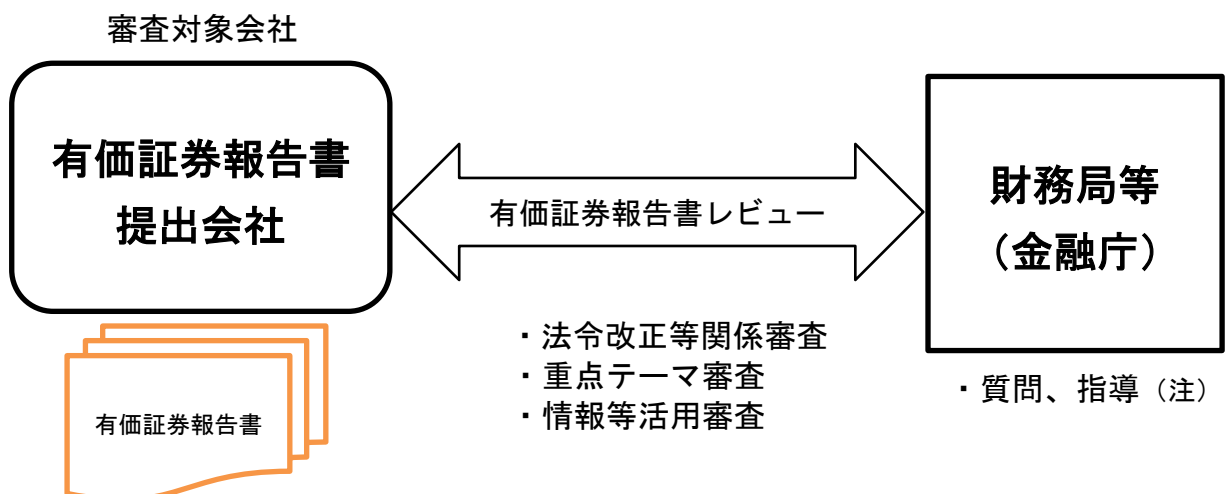 審査対象会社
有価証券報告書
提出会社
有価証券報告書レビュー
財務局等
(金融庁)
・法令改正等関係審査
・重点テーマ審査
・情報等活用審査
・質問、指導(注)
有価証券報告書